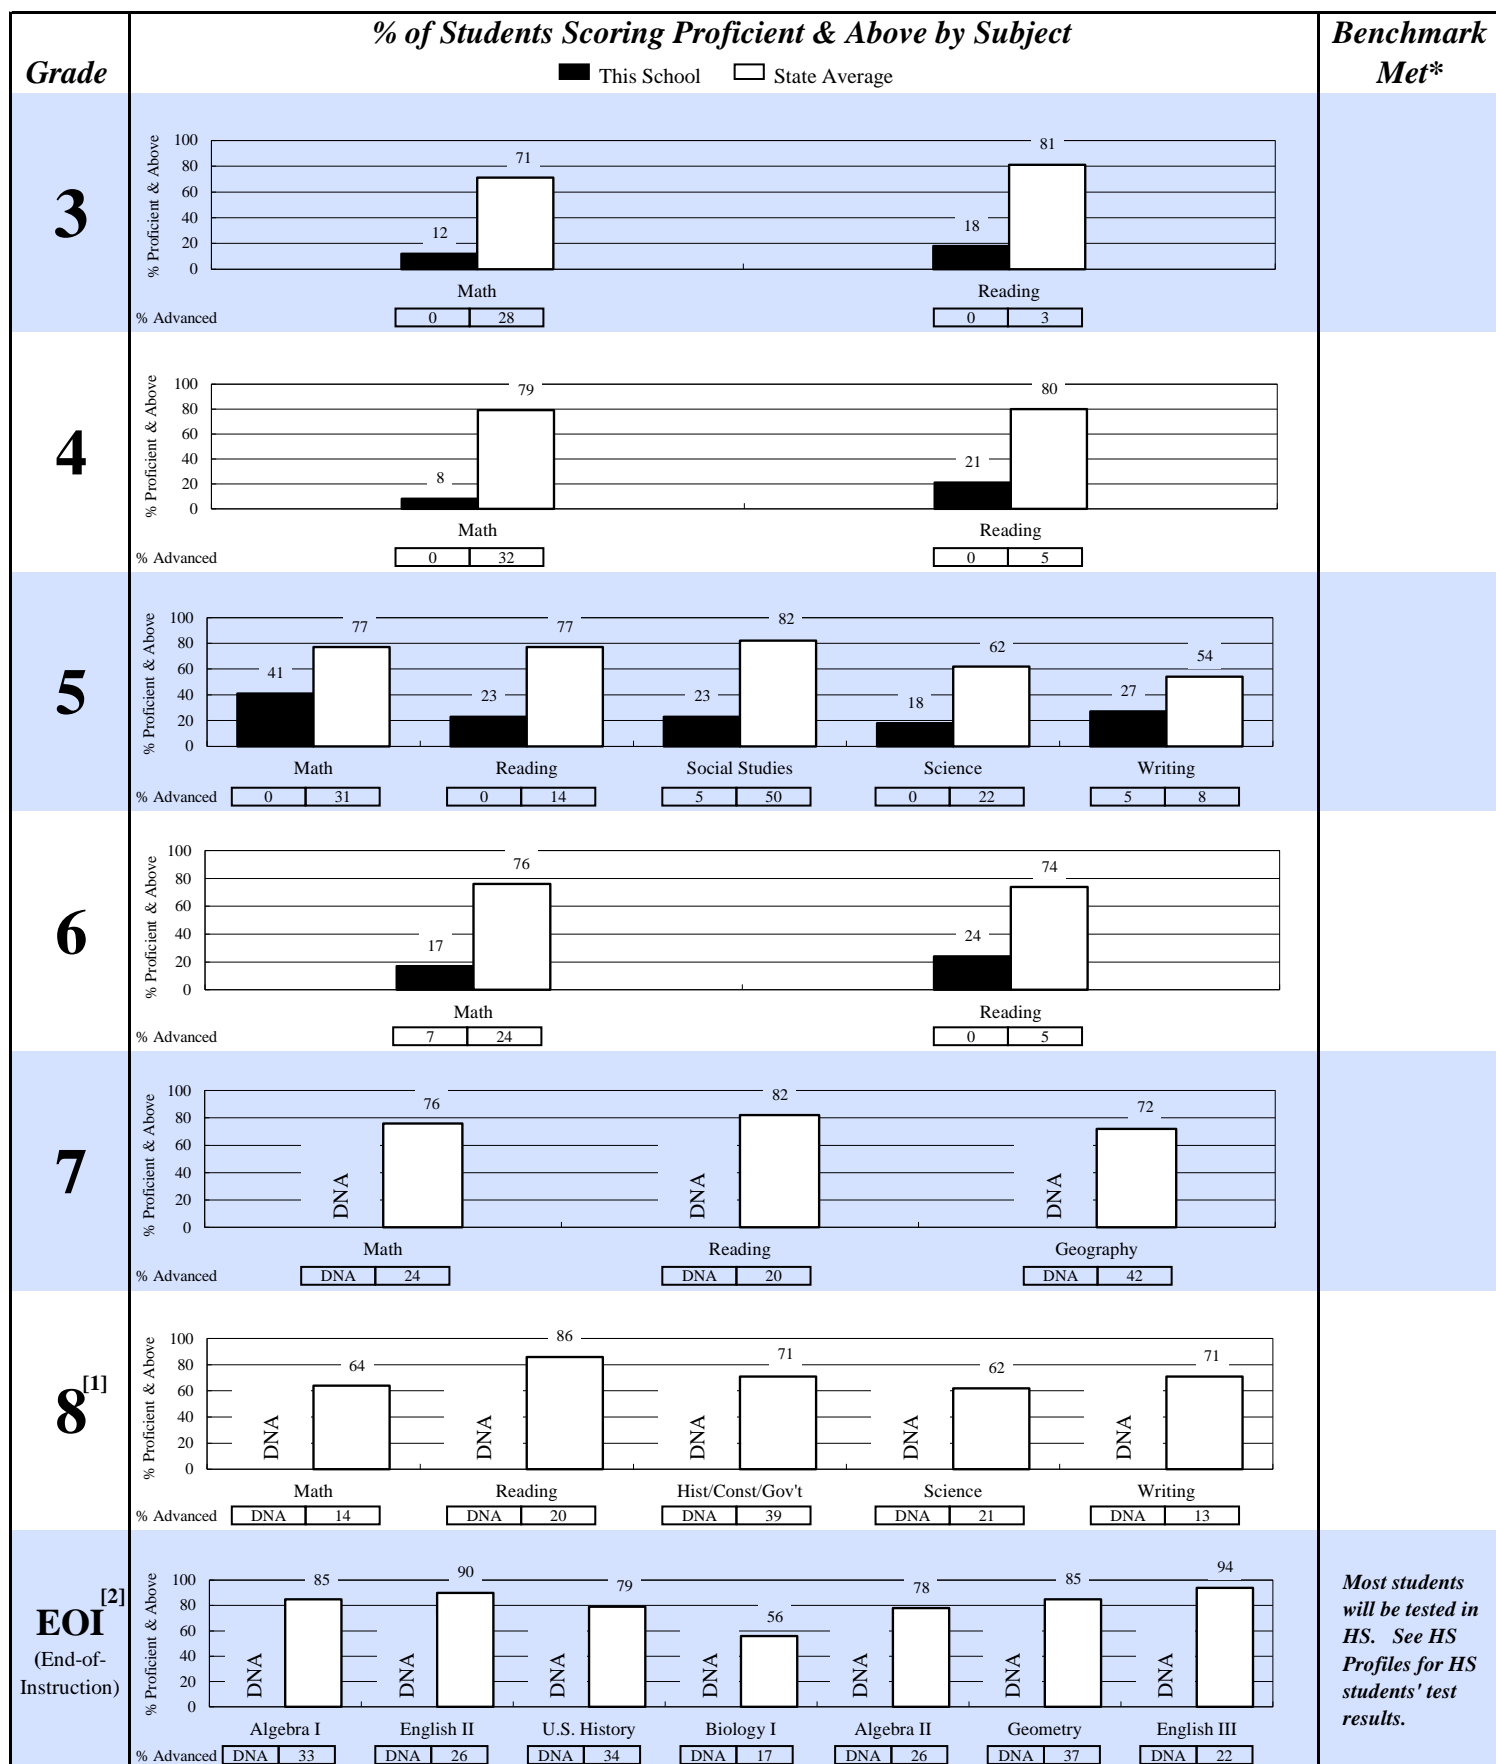 % of Students Scoring Proficient & Above by Subject
Benchmark
Met*
Grade
This School State Average
3
% Proficient & Above
100
80
60
40
20
0
12 71 18 81
Math Reading
% Advanced 0 28 0 3
4
% Proficient & Above
100
80
60
40
20
0
8 79 21 80
Math Reading
% Advanced 0 32 0 5
5
% Proficient & Above
100
80
60
40
20
0
41 77 23 77 23 82 18 62 27 54
Math Reading Social Studies Science Writing
% Advanced 0 31 0 14 5 50 0 22 5 8
6
% Proficient & Above
100
80
60
40
20
0
17 76 24 74
Math Reading
% Advanced 7 24 0 5
7
% Proficient & Above
100
80
60
40
20
0
DNA 76 DNA 82 DNA 72
Math Reading Geography
% Advanced DNA 24 DNA 20 DNA 42
8[1]
% Proficient & Above
100
80
60
40
20
0
DNA 64 DNA 86 DNA 71 DNA 62 DNA 71
Math Reading Hist/Const/Gov't Science Writing
% Advanced DNA 14 DNA 20 DNA 39 DNA 21 DNA 13
EOI[2]
(End-of-
Instruction)
% Proficient & Above
100
80
60
40
20
0
DNA 85 DNA 90 DNA 79 DNA 56 DNA 78 DNA 85 DNA 94
Algebra I English II U.S. History Biology I Algebra II Geometry English III
% Advanced DNA 33 DNA 26 DNA 34 DNA 17 DNA 26 DNA 37 DNA 22
Most students
will be tested in
HS. See HS
Profiles for HS
students' test
results.